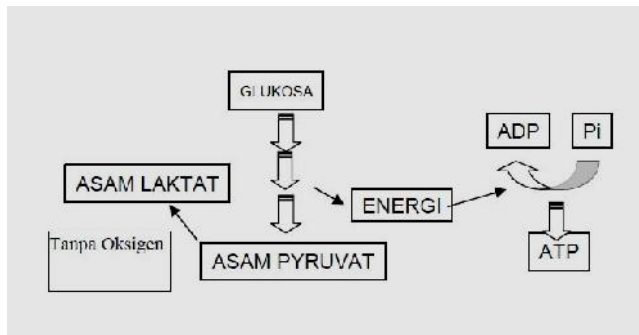 GLUKOSA
ADP
Pi
ASAM LAKTAT
ENERGI
Tanpa Oksigen
ASAM PYRUVAT
ATP